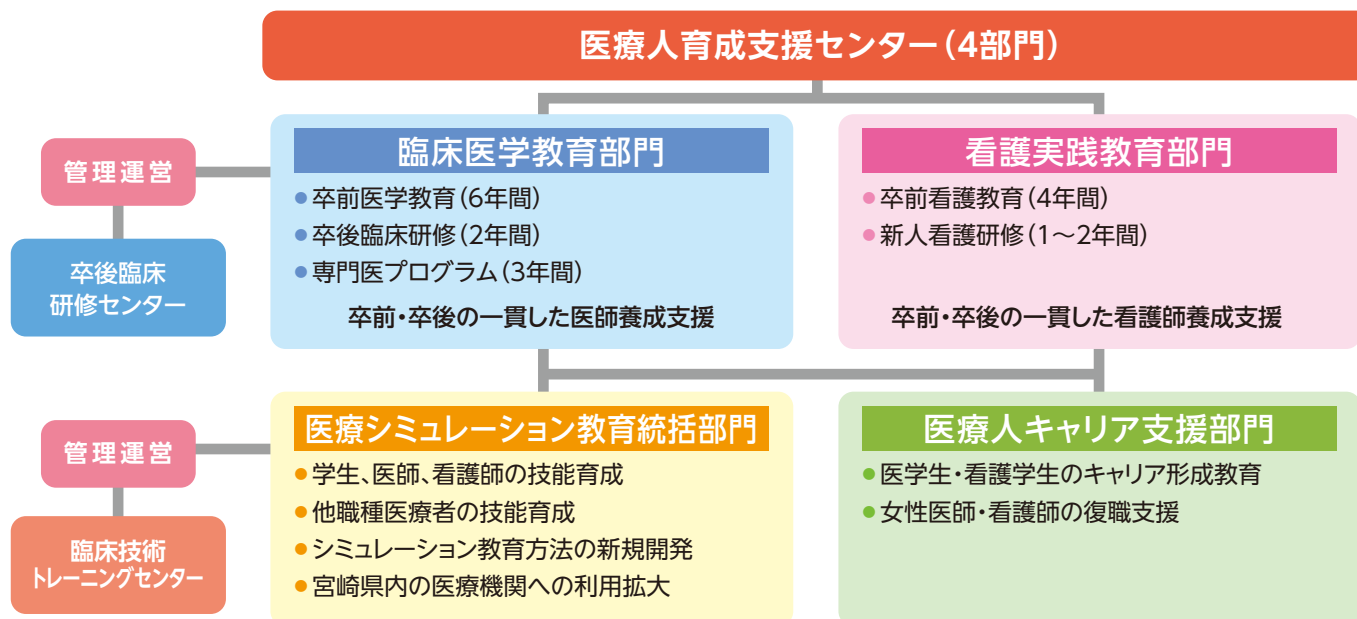 医療人育成支援センター（4部門）
管理運営
卒後臨床
研修センター
臨床医学教育部門
●卒前医学教育（6年間）
●卒後臨床研修（2年間）
●専門医プログラム（3年間）
卒前・卒後の一貫した医師養成支援
看護実践教育部門
●卒前看護教育（4年間）
●新人看護研修（1～2年間）
卒前・卒後の一貫した看護師養成支援
管理運営
臨床技術
トレーニングセンター
医療シミュレーション教育統括部門
●学生、医師、看護師の技能育成
●他職種医療者の技能育成
●シミュレーション教育方法の新規開発
●宮崎県内の医療機関への利用拡大
医療人キャリア支援部門
●医学生・看護学生のキャリア形成教育
●女性医師・看護師の復職支援